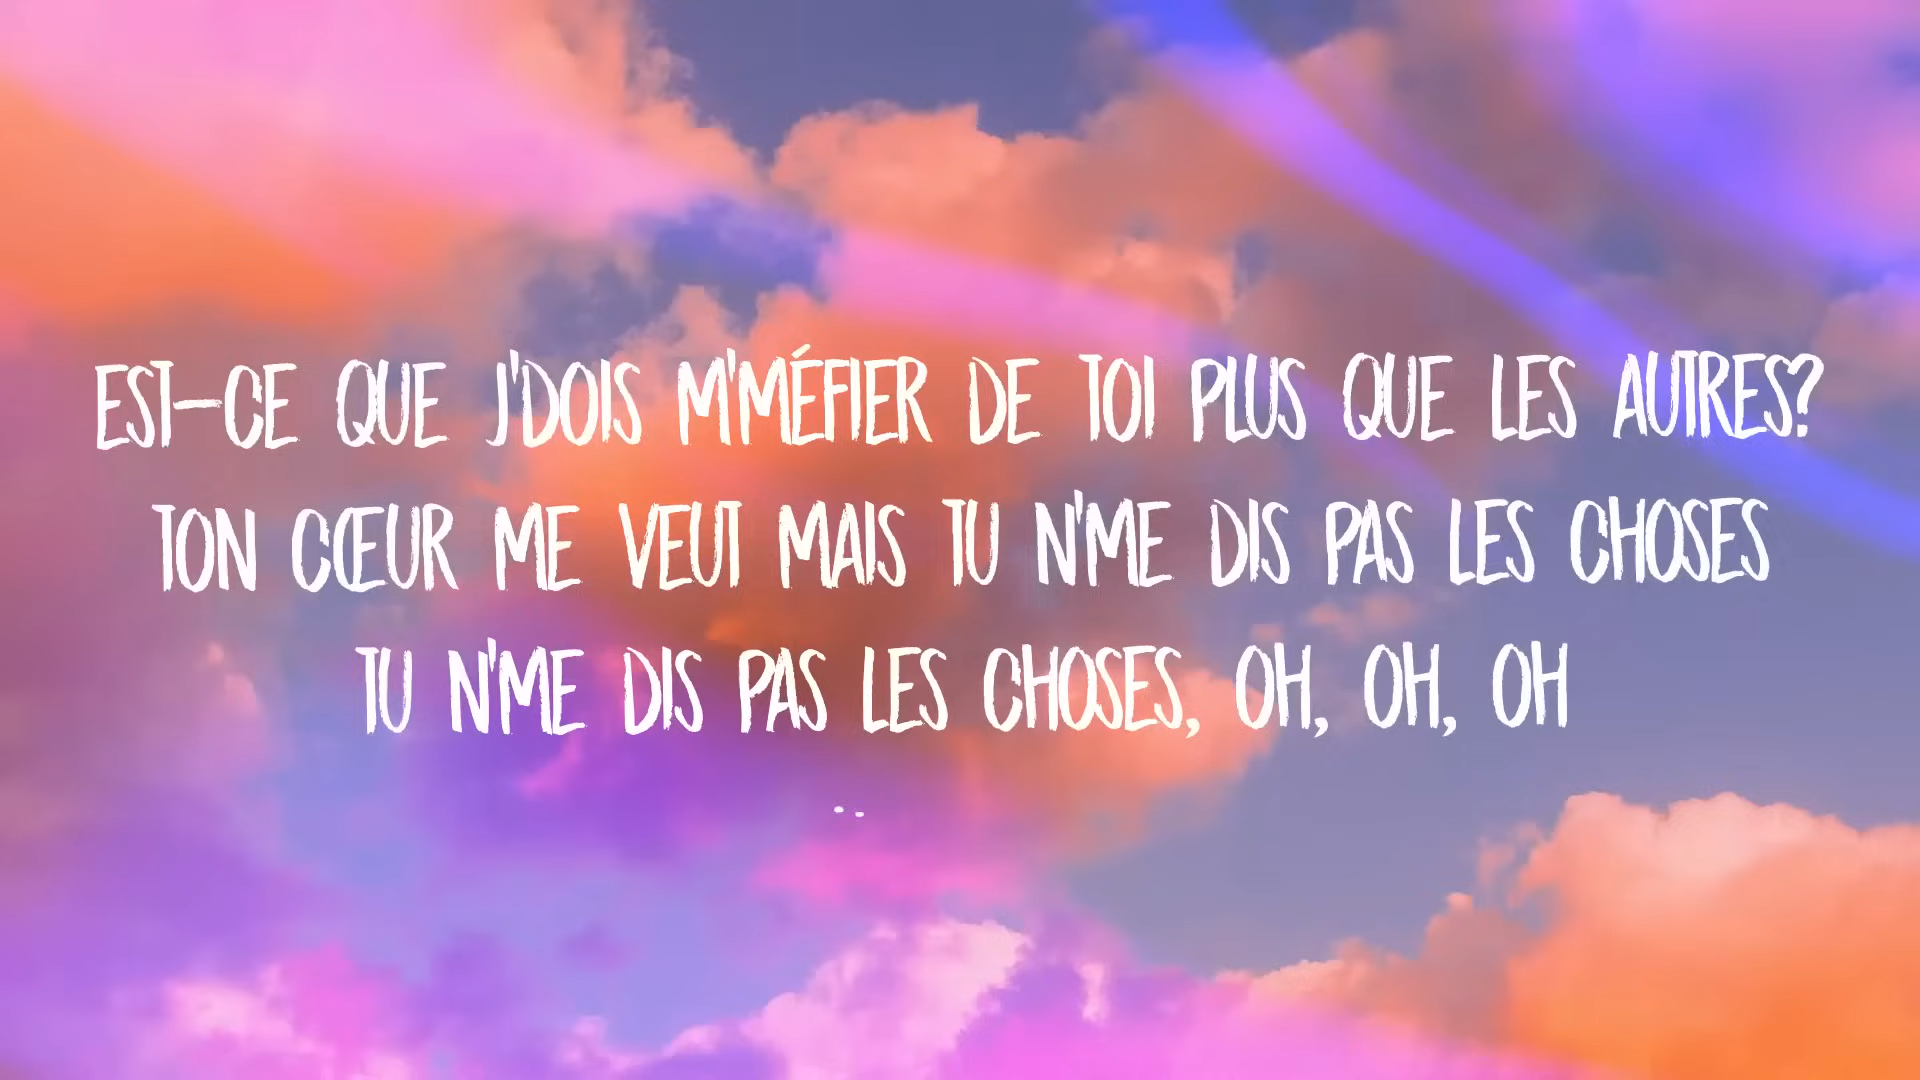 EST-CE QUE J'DOIS M'MÉFIER DE TOI PLUS QUE LES AUTRES?
TON CŒUR ME VEUT MAIS TU N'ME DIS PAS LES CHOSES
TU N'ME DIS PAS LES CHOSES, OH, OH, OH